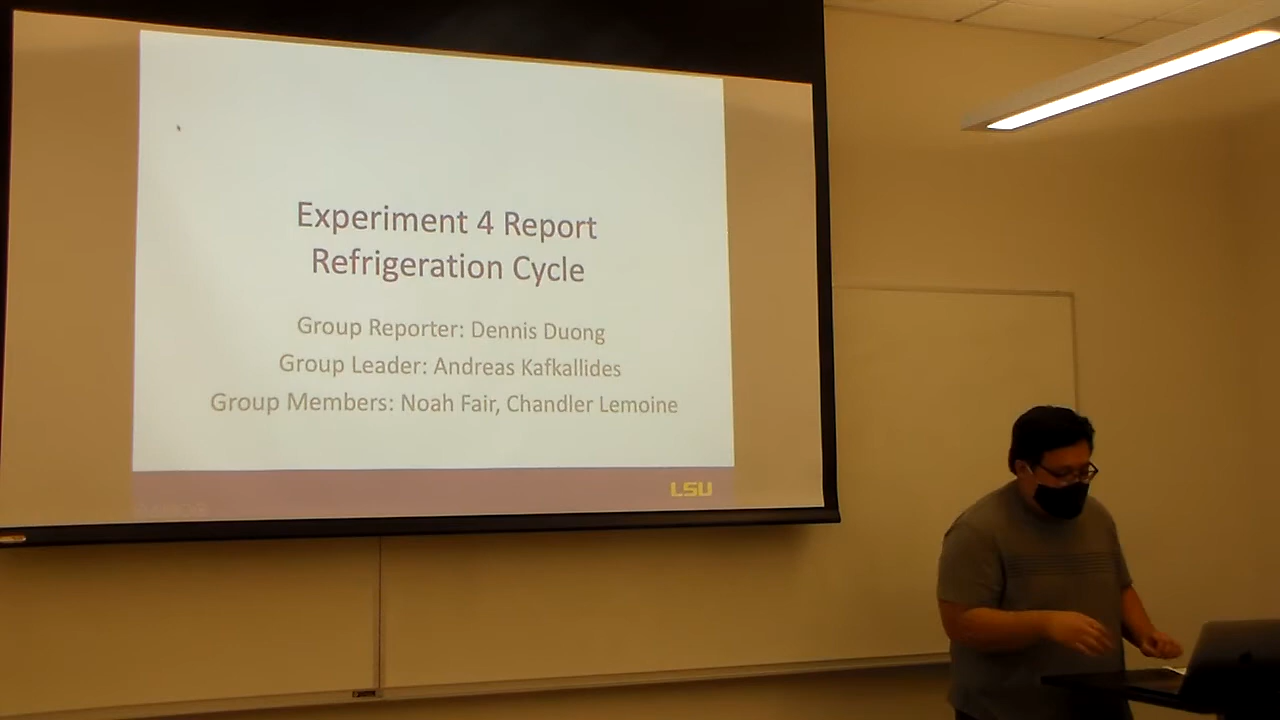 Experiment 4 Report
Refrigeration Cycle
Group Reporter: Dennis Duong
Group Leader: Andreas Kafkallides
Group Members: Noah Fair, Chandler Lemoine
LSU